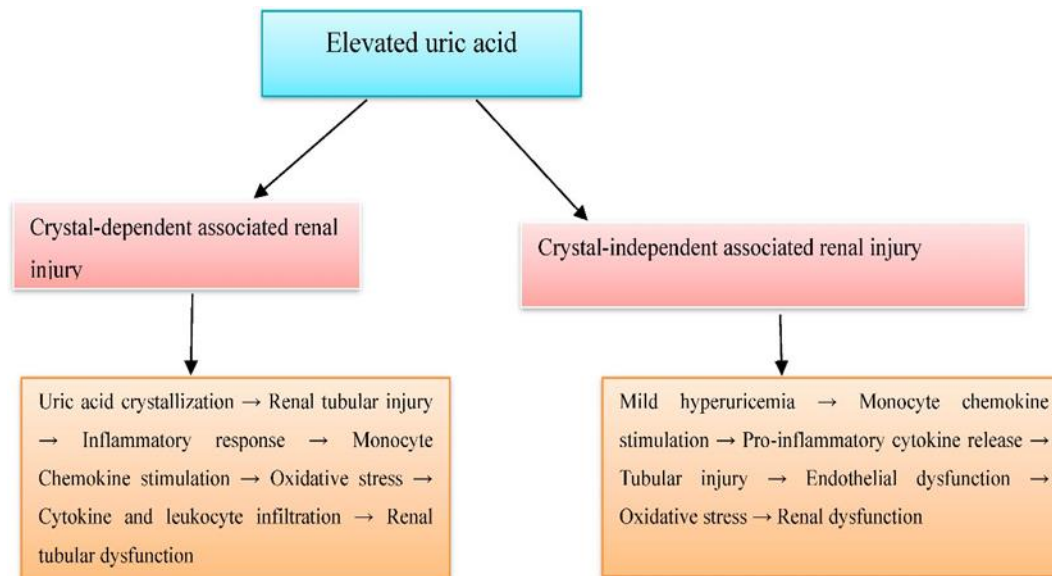 Elevated uric acid
Crystal-dependent associated renal
injury
Crystal-independent associated renal injury
Uric acid crystallization → Renal tubular injury
→ Inflammatory response → Monocyte
Chemokine stimulation → Oxidative stress →
Cytokine and leukocyte infiltration → Renal
tubular dysfunction
Mild hyperuricemia → Monocyte chemokine
stimulation → Pro-inflammatory cytokine release →
Tubular injury → Endothelial dysfunction →
Oxidative stress → Renal dysfunction